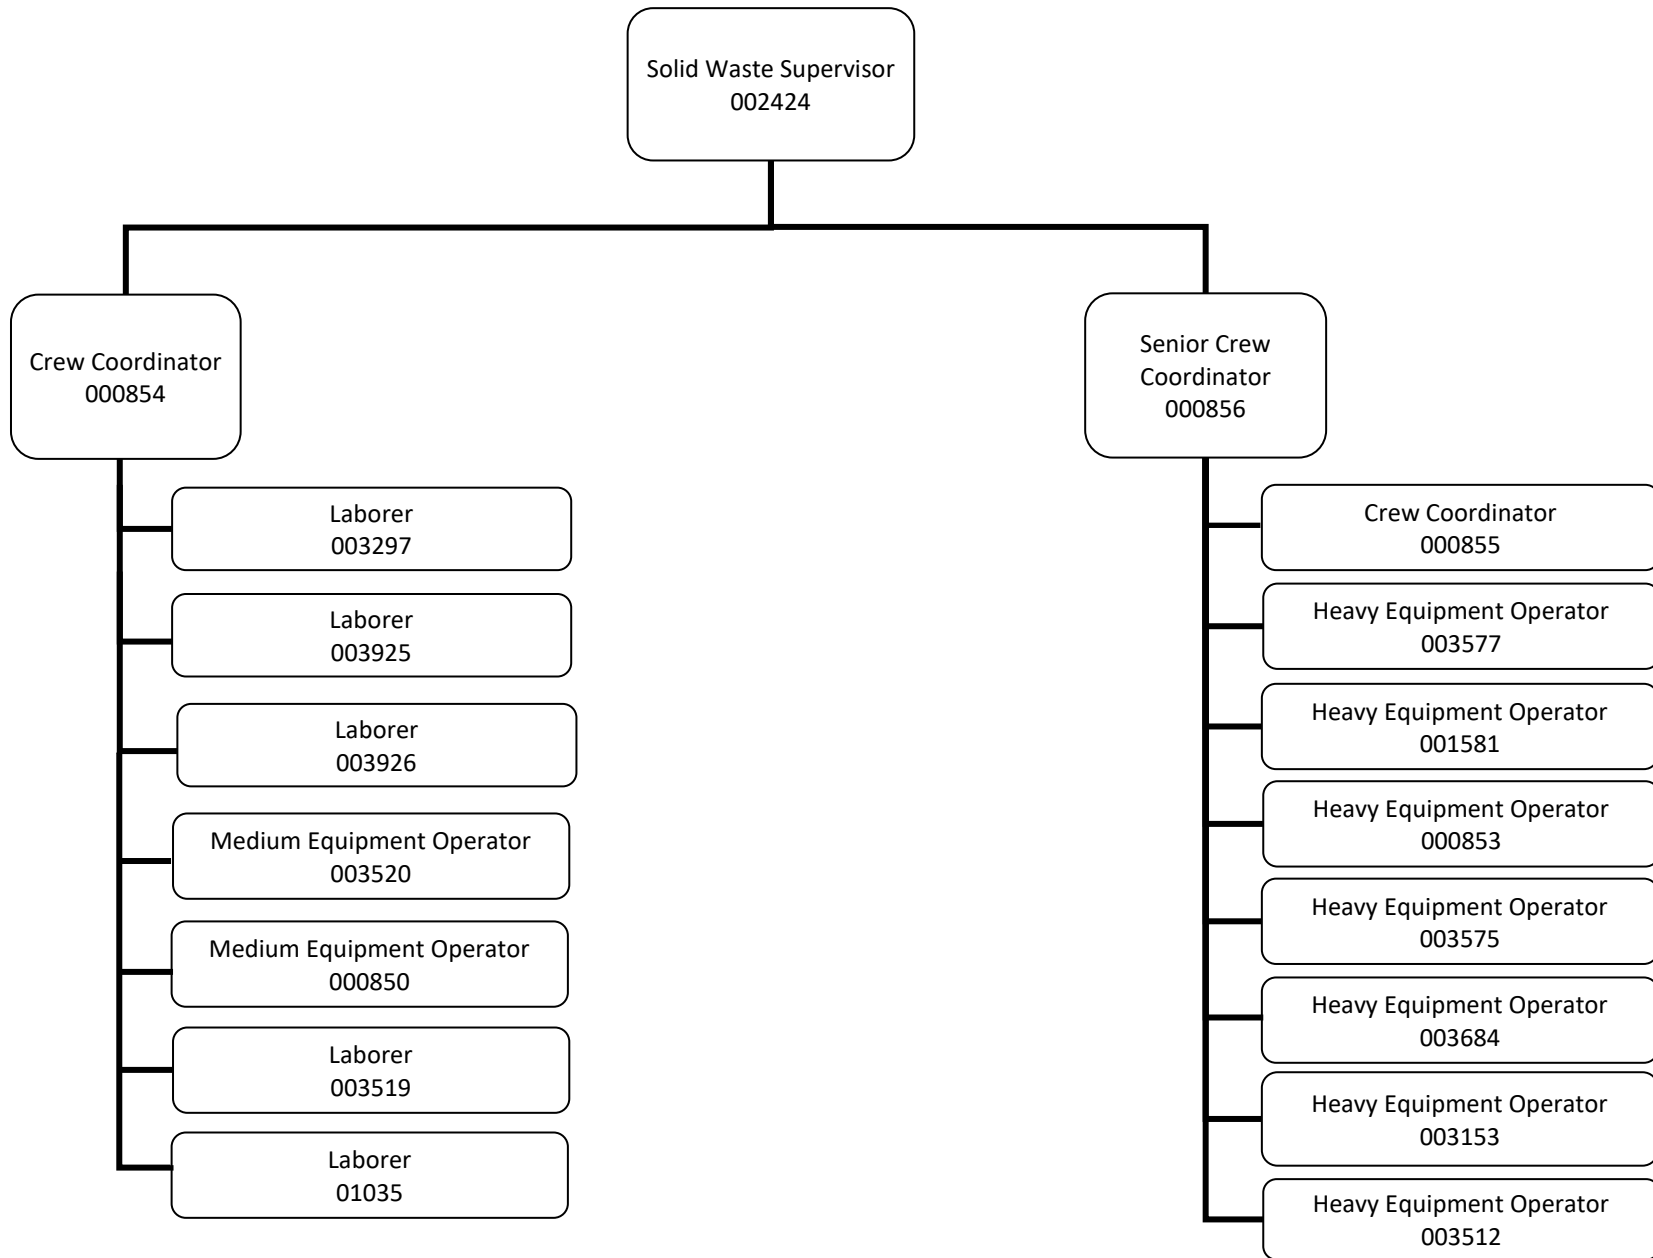 Solid Waste Supervisor
002424
Crew Coordinator
000854
Senior Crew
Coordinator
000856
Laborer
003297
Laborer
003925
Laborer
003926
Medium Equipment Operator
003520
Medium Equipment Operator
000850
Laborer
003519
Laborer
01035
Crew Coordinator
000855
Heavy Equipment Operator
003577
Heavy Equipment Operator
001581
Heavy Equipment Operator
000853
Heavy Equipment Operator
003575
Heavy Equipment Operator
003684
Heavy Equipment Operator
003153
Heavy Equipment Operator
003512